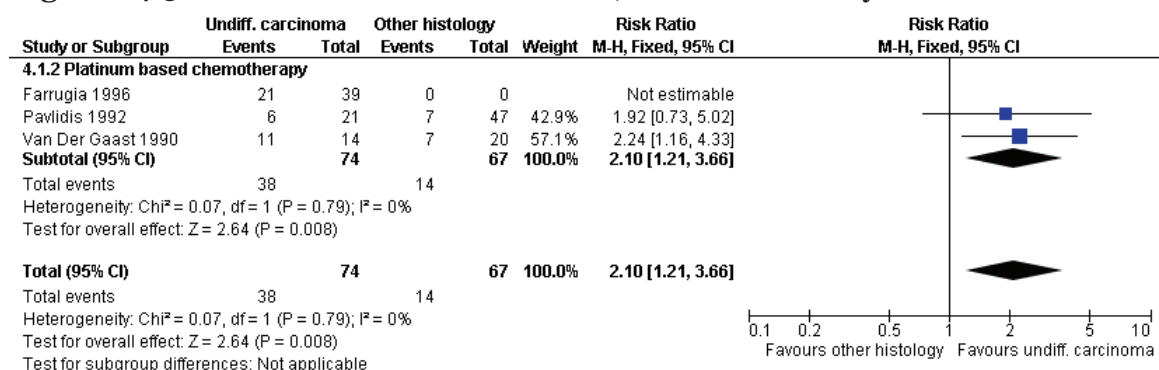 Undiff. carcinoma Other histology Risk Ratio Risk Ratio
Study or Subgroup Events Total Events Total Weight M-H, Fixed, 95% CI M-H, Fixed, 95% CI
4.1.2 Platinum based chemotherapy
Farrugia 1996 21 39 0 0 Not estimable
Pavlidis 1992 6 21 7 47 42.9% 1.92 [0.73, 5.02]
Van Der Gaast 1990 11 14 7 20 57.1% 2.24 [1.16, 4.33]
Subtotal (95% CI) 74 67 100.0% 2.10 [1.21, 3.66]
Total events 38 14
Heterogeneity: Chi² = 0.07, df = 1 (P = 0.79); I² = 0%
Test for overall effect: Z = 2.64 (P = 0.008)
Total (95% CI) 74 67 100.0% 2.10 [1.21, 3.66]
Total events 38 14
Heterogeneity: Chi² = 0.07, df = 1 (P = 0.79); I² = 0%
Test for overall effect: Z = 2.64 (P = 0.008)
Test for subgroup differences: Not applicable
0.1 0.2 0.5 1 2 5 10
Favours other histology Favours undiff. carcinoma